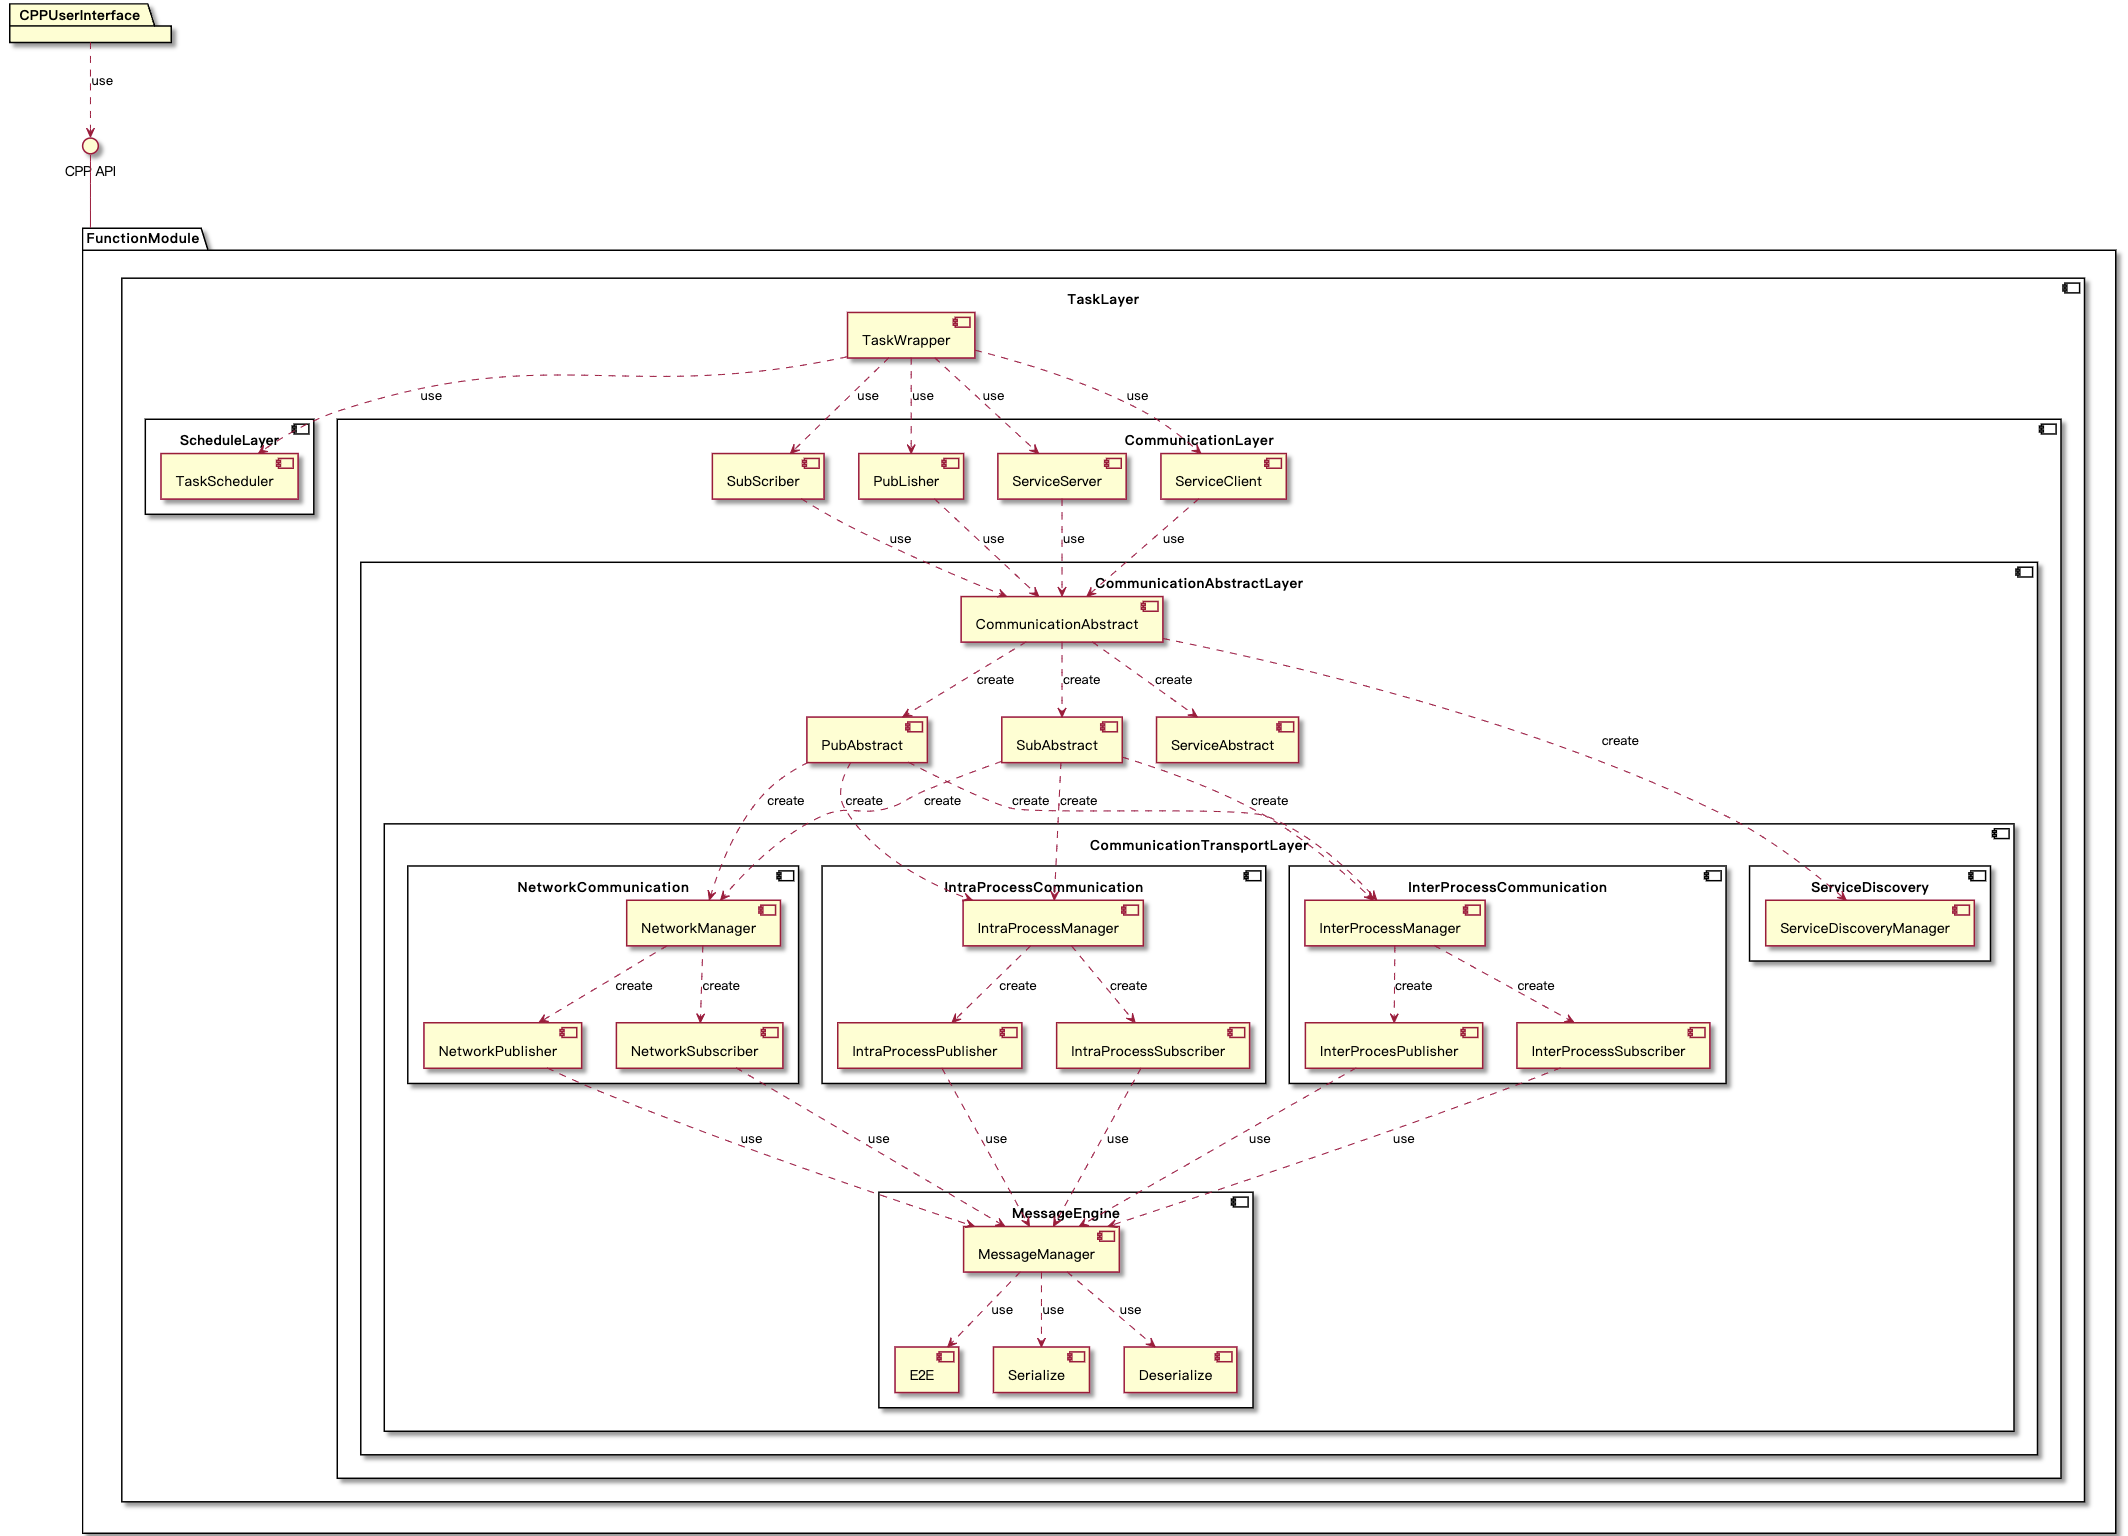 CPPUserInterface
use
CPP API
FunctionModule
TaskLayer
TaskWrapper
use
use
use
use
use
ScheduleLayer
CommunicationLayer
TaskScheduler
SubScriber
PubLisher
ServiceServer
ServiceClient
use
use
use
use
CommunicationAbstractLayer
CommunicationAbstract
create
create
create
create
PubAbstract
SubAbstract
ServiceAbstract
create
create
create
create
create
create
CommunicationTransportLayer
NetworkCommunication
IntraProcessCommunication
InterProcessCommunication
ServiceDiscovery
NetworkManager
IntraProcessManager
InterProcessManager
ServiceDiscoveryManager
create
create
create
create
create
create
NetworkPublisher
NetworkSubscriber
IntraProcessPublisher
IntraProcessSubscriber
InterProcesPublisher
InterProcessSubscriber
use
use
use
use
use
use
MessageEngine
MessageManager
use
use
use
E2E
Serialize
Deserialize